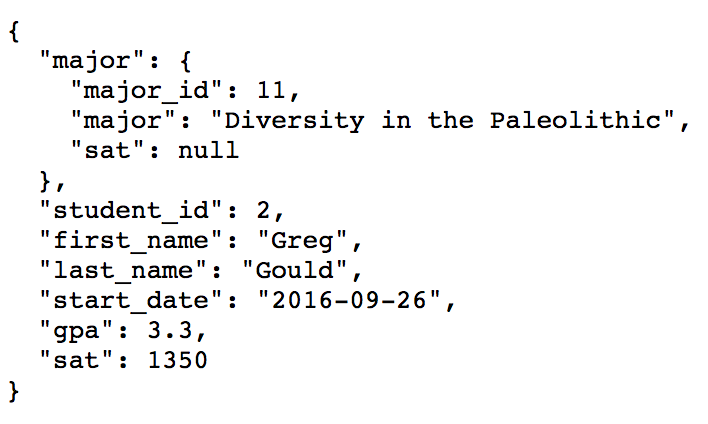 {
  "major": {
    "major_id": 11,
    "major": "Diversity in the Paleolithic",
    "sat": null
  },
  "student_id": 2,
  "first_name": "Greg",
  "last_name": "Gould",
  "start_date": "2016-09-26",
  "gpa": 3.3,
  "sat": 1350
}